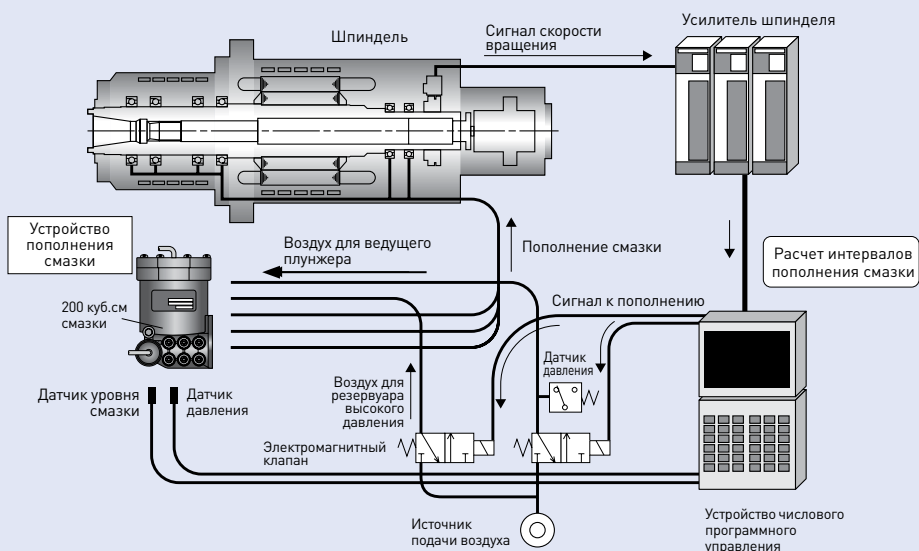 Шпиндель
Сигнал скорости
вращения
Усилитель шпинделя
Устройство
пополнения
смазки
Воздух для ведущего
плунжера
Пополнение смазки
Расчет интервалов
пополнения смазки
200 куб.см
смазки
Сигнал к пополнению
Датчик
давления
Воздух для
резервуара
высокого
давления
Датчик уровня
смазки
Датчик
давления
Электромагнитный
клапан
Источник
подачи воздуха
Устройство числового
программного
управления